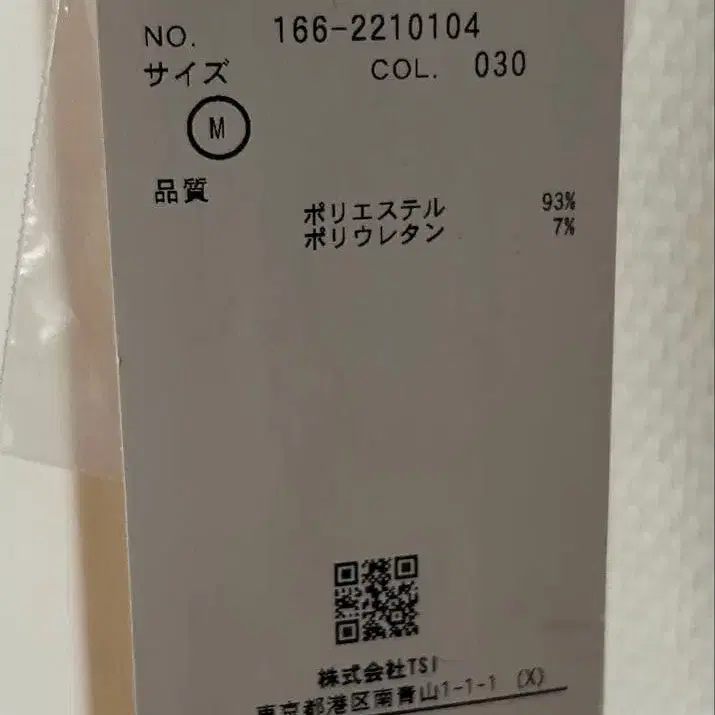 NO. 166-2210104
サイズ COL. 030
M
品質
ポリエステル 93%
ポリウレタン 7%
株式会社TSI
東京都港区南青山1-1-1 (X)